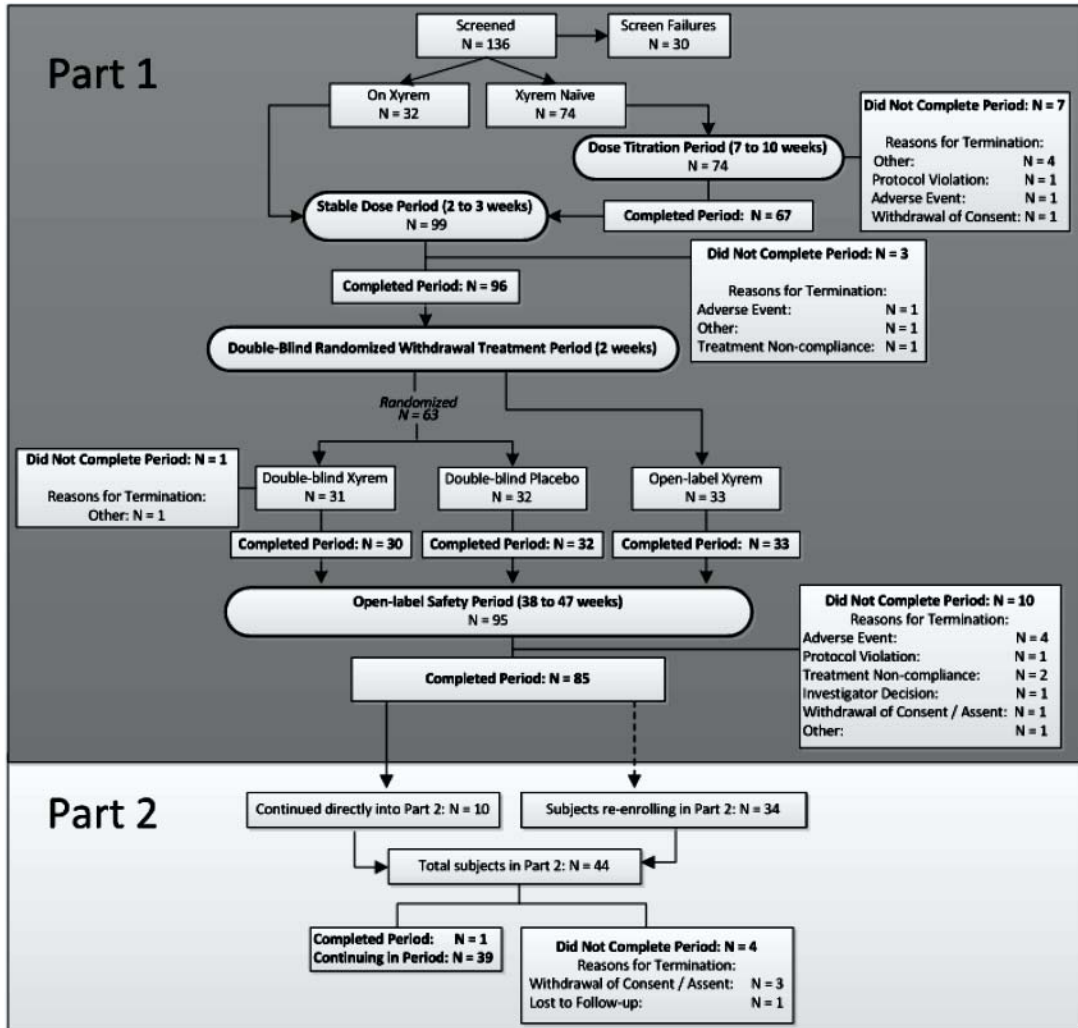 Part 1
Screened
N = 136
Screen Failures
N = 30
On Xyrem
N = 32
Xyrem Naïve
N = 74
Did Not Complete Period: N = 7
Reasons for Termination:
Other: N = 4
Protocol Violation: N = 1
Adverse Event: N = 1
Withdrawal of Consent: N = 1
Dose Titration Period (7 to 10 weeks)
N = 74
Stable Dose Period (2 to 3 weeks)
N = 99
Completed Period: N = 67
Did Not Complete Period: N = 3
Reasons for Termination:
Adverse Event: N = 1
Other: N = 1
Treatment Non-compliance: N = 1
Completed Period: N = 96
Double-Blind Randomized Withdrawal Treatment Period (2 weeks)
Randomized
N = 63
Did Not Complete Period: N = 1
Reasons for Termination:
Other: N = 1
Double-blind Xyrem
N = 31
Double-blind Placebo
N = 32
Open-label Xyrem
N = 33
Completed Period: N = 30
Completed Period: N = 32
Completed Period: N = 33
Open-label Safety Period (38 to 47 weeks)
N = 95
Did Not Complete Period: N = 10
Reasons for Termination:
Adverse Event: N = 4
Protocol Violation: N = 1
Treatment Non-compliance: N = 2
Investigator Decision: N = 1
Withdrawal of Consent / Assent: N = 1
Other: N = 1
Completed Period: N = 85
Part 2
Continued directly into Part 2: N = 10
Subjects re-enrolling in Part 2: N = 34
Total subjects in Part 2: N = 44
Completed Period: N = 1
Continuing in Period: N = 39
Did Not Complete Period: N = 4
Reasons for Termination:
Withdrawal of Consent / Assent: N = 3
Lost to Follow-up: N = 1